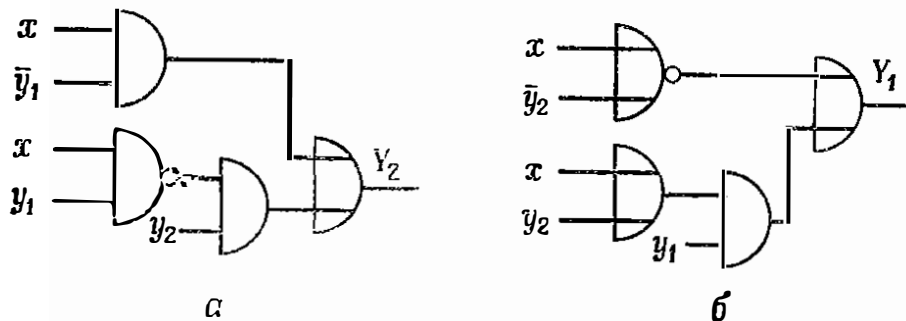 x
ȳ₁
x
y₁
y₂
Y₂
а
x
ȳ₂
x
y₂
y₁
Y₁
б